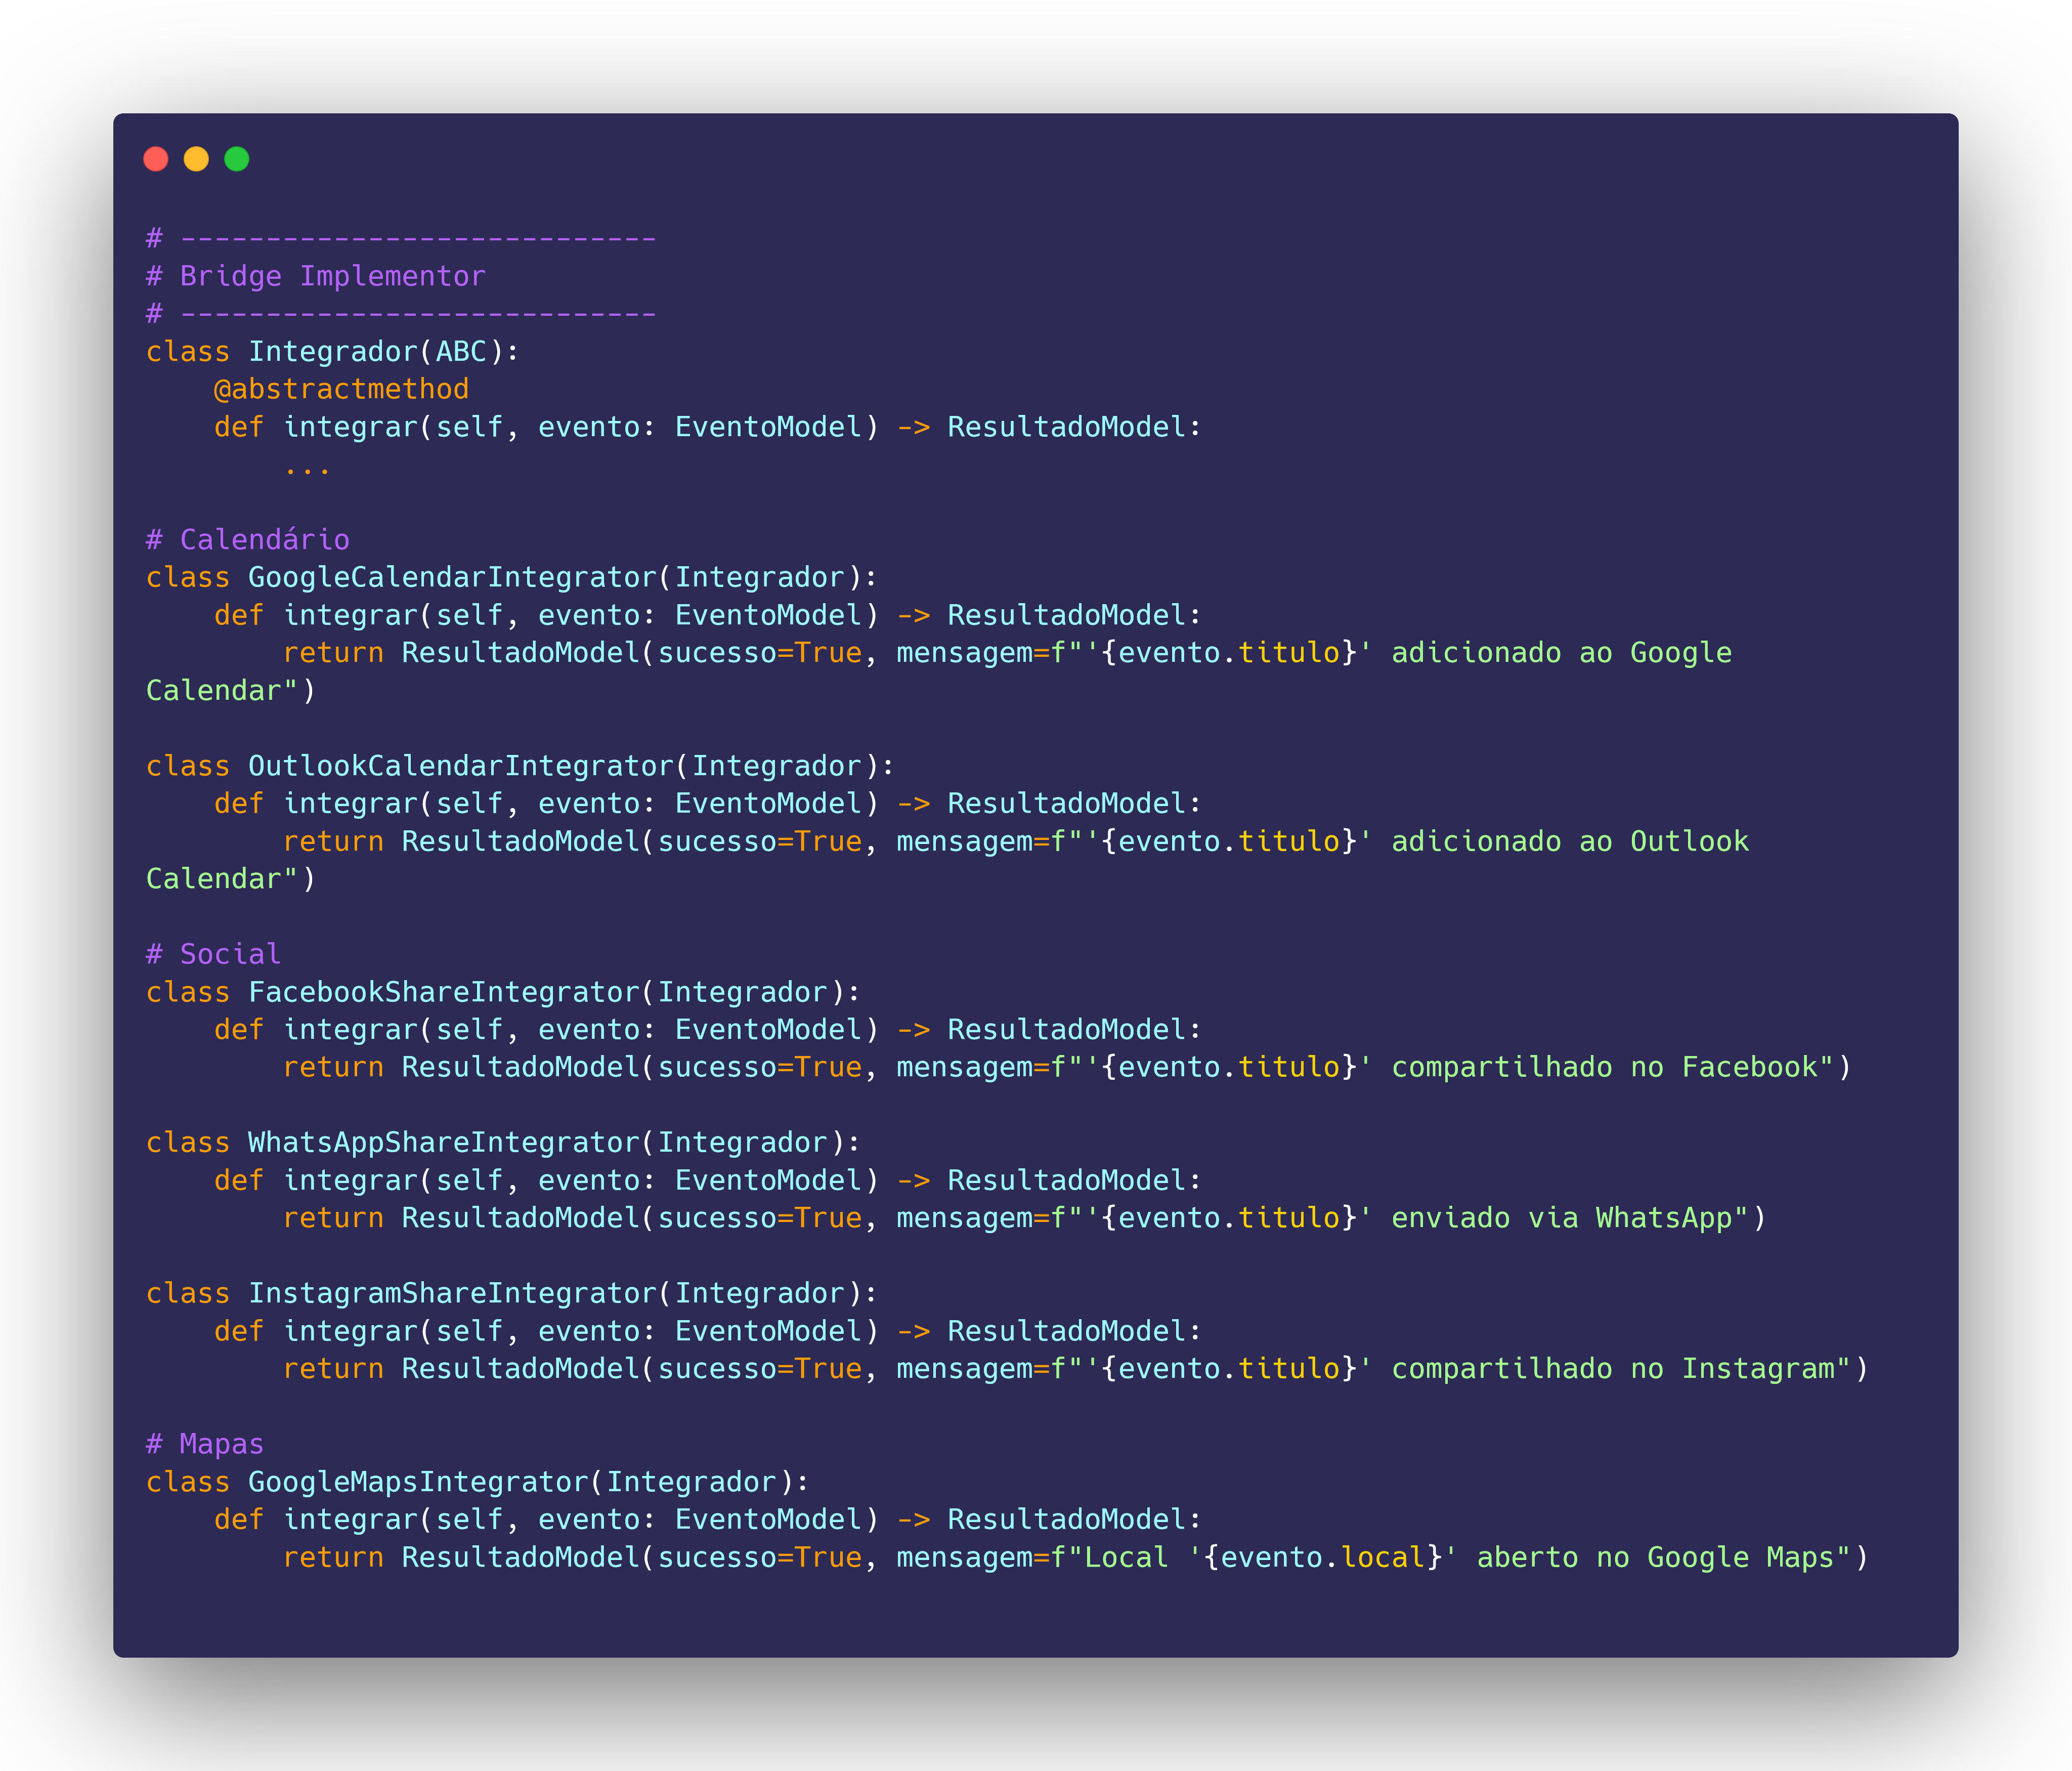 # ----------------------------
# Bridge Implementor
# ----------------------------
class Integrador(ABC):
    @abstractmethod
    def integrar(self, evento: EventoModel) -> ResultadoModel:
        ...

# Calendário
class GoogleCalendarIntegrator(Integrador):
    def integrar(self, evento: EventoModel) -> ResultadoModel:
        return ResultadoModel(sucesso=True, mensagem=f"'{evento.titulo}' adicionado ao Google
Calendar")

class OutlookCalendarIntegrator(Integrador):
    def integrar(self, evento: EventoModel) -> ResultadoModel:
        return ResultadoModel(sucesso=True, mensagem=f"'{evento.titulo}' adicionado ao Outlook
Calendar")

# Social
class FacebookShareIntegrator(Integrador):
    def integrar(self, evento: EventoModel) -> ResultadoModel:
        return ResultadoModel(sucesso=True, mensagem=f"'{evento.titulo}' compartilhado no Facebook")

class WhatsAppShareIntegrator(Integrador):
    def integrar(self, evento: EventoModel) -> ResultadoModel:
        return ResultadoModel(sucesso=True, mensagem=f"'{evento.titulo}' enviado via WhatsApp")

class InstagramShareIntegrator(Integrador):
    def integrar(self, evento: EventoModel) -> ResultadoModel:
        return ResultadoModel(sucesso=True, mensagem=f"'{evento.titulo}' compartilhado no Instagram")

# Mapas
class GoogleMapsIntegrator(Integrador):
    def integrar(self, evento: EventoModel) -> ResultadoModel:
        return ResultadoModel(sucesso=True, mensagem=f"Local '{evento.local}' aberto no Google Maps")